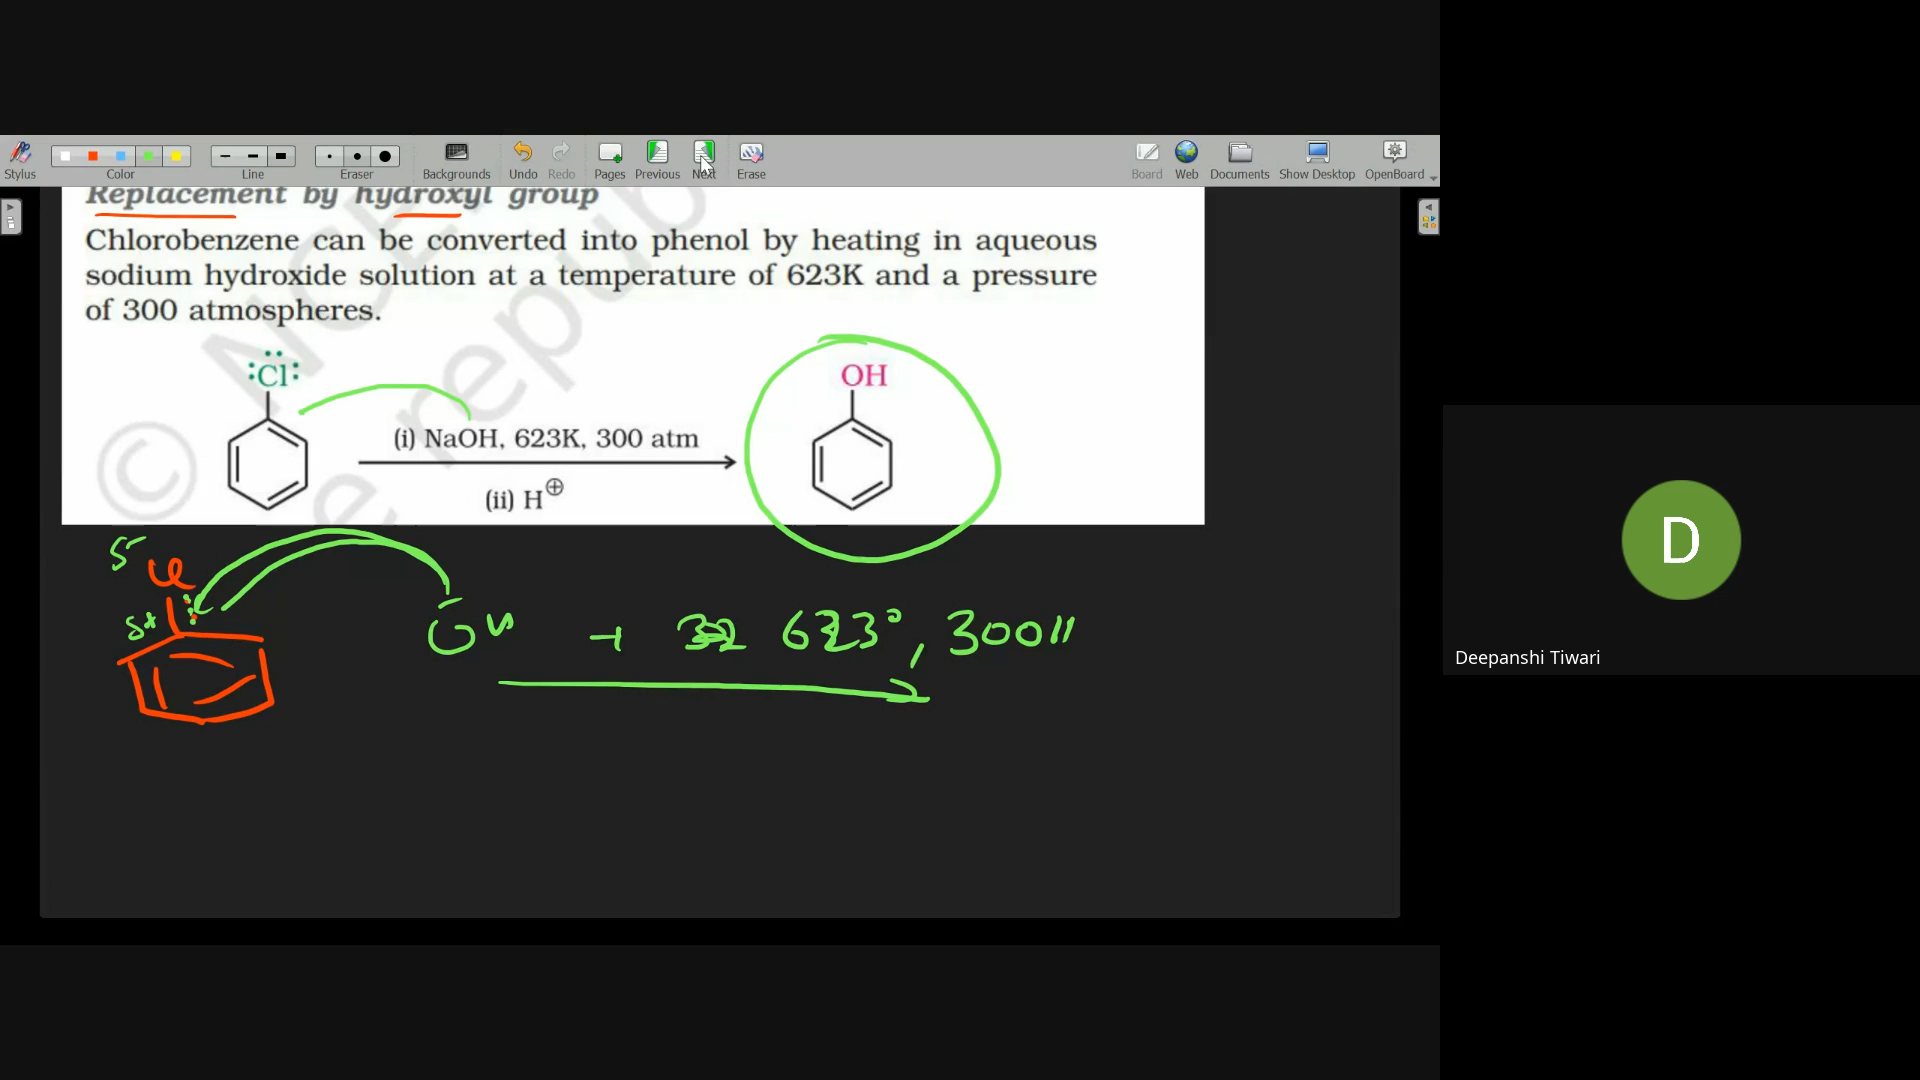 Stylus Color Line Eraser Backgrounds Undo Redo Pages Previous Next Erase Board Web Documents Show Desktop OpenBoard
Replacement by hydroxyl group
Chlorobenzene can be converted into phenol by heating in aqueous
sodium hydroxide solution at a temperature of 623K and a pressure
of 300 atmospheres.
:Cl: OH
(i) NaOH, 623K, 300 atm
(ii) H⊕
©
δ-
Cl
δ+
+ 623°, 300
D
Deepanshi Tiwari